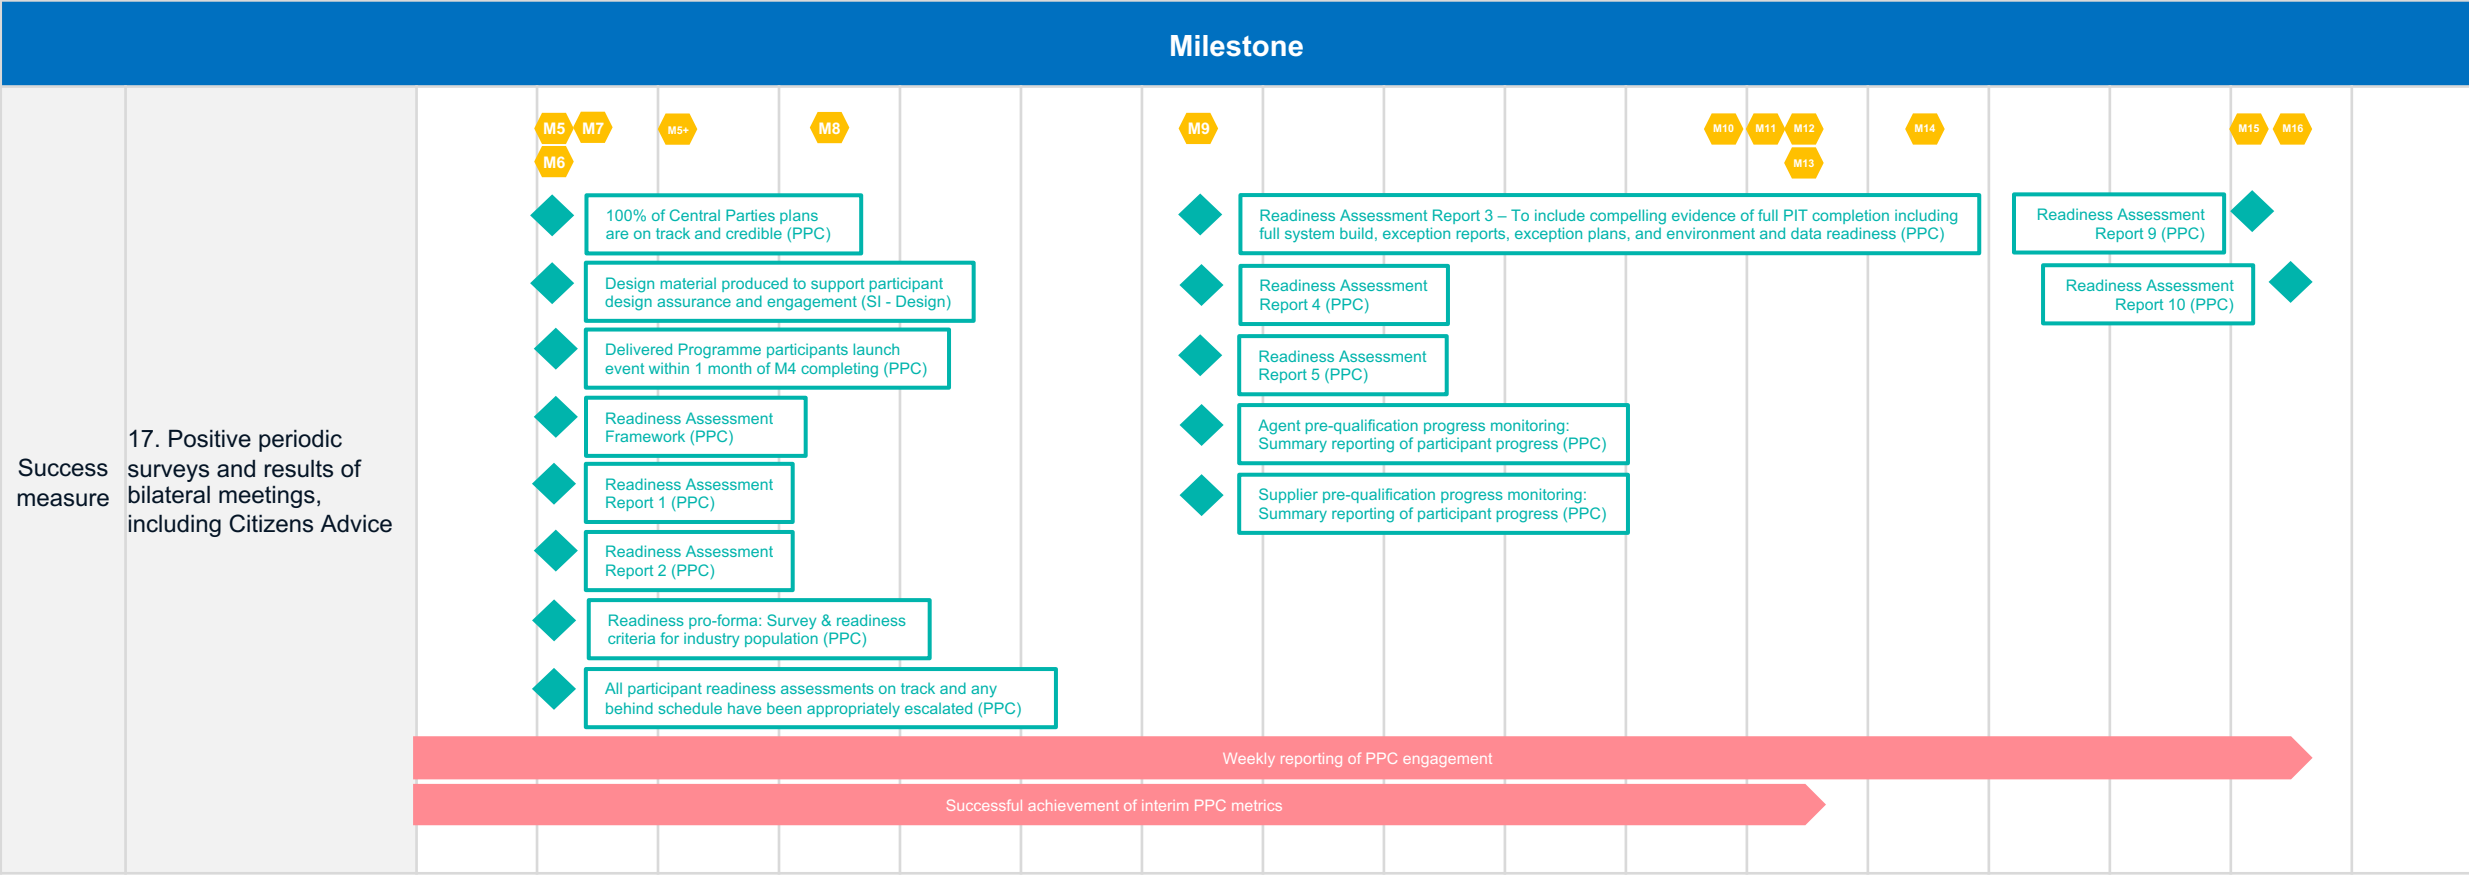 Milestone
M5
M7
M5+
M8
M9
M10
M11
M12
M14
M15
M16
M6
M13
Success
measure
17. Positive periodic
surveys and results of
bilateral meetings,
including Citizens Advice
100% of Central Parties plans
are on track and credible (PPC)
Design material produced to support participant
design assurance and engagement (SI - Design)
Delivered Programme participants launch
event within 1 month of M4 completing (PPC)
Readiness Assessment
Framework (PPC)
Readiness Assessment
Report 1 (PPC)
Readiness Assessment
Report 2 (PPC)
Readiness pro-forma: Survey & readiness
criteria for industry population (PPC)
All participant readiness assessments on track and any
behind schedule have been appropriately escalated (PPC)
Readiness Assessment Report 3 – To include compelling evidence of full PIT completion including
full system build, exception reports, exception plans, and environment and data readiness (PPC)
Readiness Assessment
Report 4 (PPC)
Readiness Assessment
Report 5 (PPC)
Agent pre-qualification progress monitoring:
Summary reporting of participant progress (PPC)
Supplier pre-qualification progress monitoring:
Summary reporting of participant progress (PPC)
Readiness Assessment
Report 9 (PPC)
Readiness Assessment
Report 10 (PPC)
Weekly reporting of PPC engagement
Successful achievement of interim PPC metrics